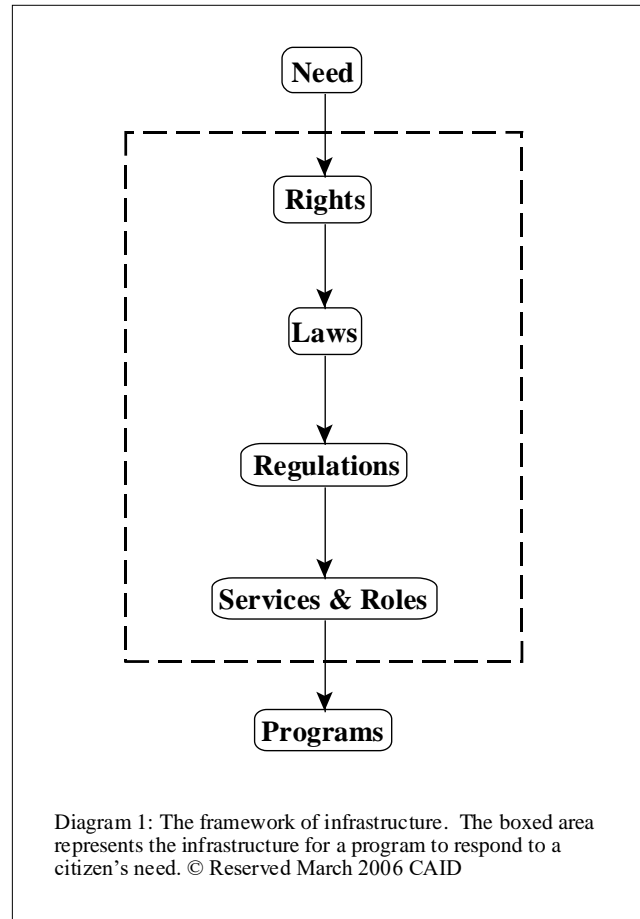 Need
Rights
Laws
Regulations
Services & Roles
Programs
Diagram 1: The framework of infrastructure.  The boxed area
represents the infrastructure for a program to respond to a
citizen’s need. © Reserved March 2006 CAID